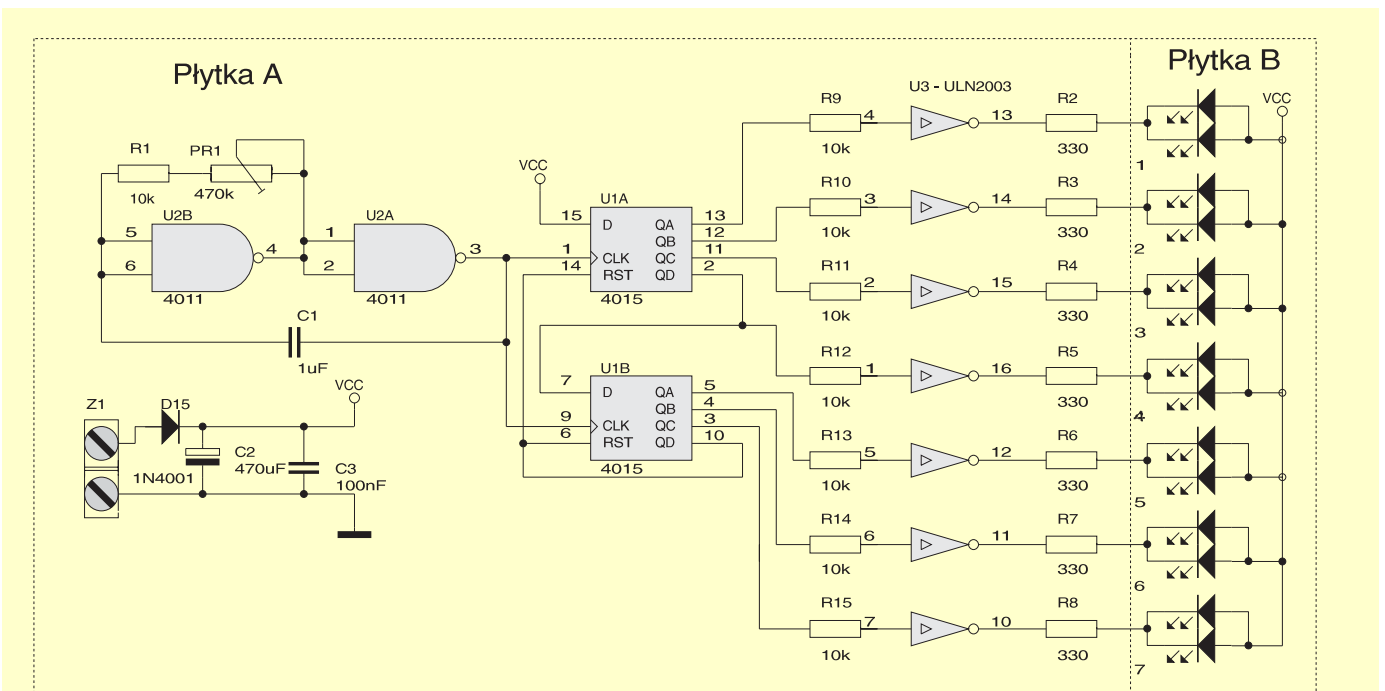 Płytka A
Płytka B
U3 - ULN2003
VCC
R9
4
13
R2
10k
330
1
R1
PR1
10k
470k
VCC
R10
3
14
R3
10k
330
2
U2B
5
6
4
4011
U2A
1
2
3
4011
U1A
15
D
QA
13
QB
12
1
CLK
QC
11
14
RST
QD
2
4015
R11
2
15
R4
10k
330
3
C1
1uF
R12
1
16
R5
10k
330
4
U1B
7
D
QA
5
QB
4
9
CLK
QC
3
6
RST
QD
10
4015
R13
5
12
R6
10k
330
5
Z1
D15
VCC
1N4001
C2
470uF
C3
100nF
R14
6
11
R7
10k
330
6
R15
7
10
R8
10k
330
7